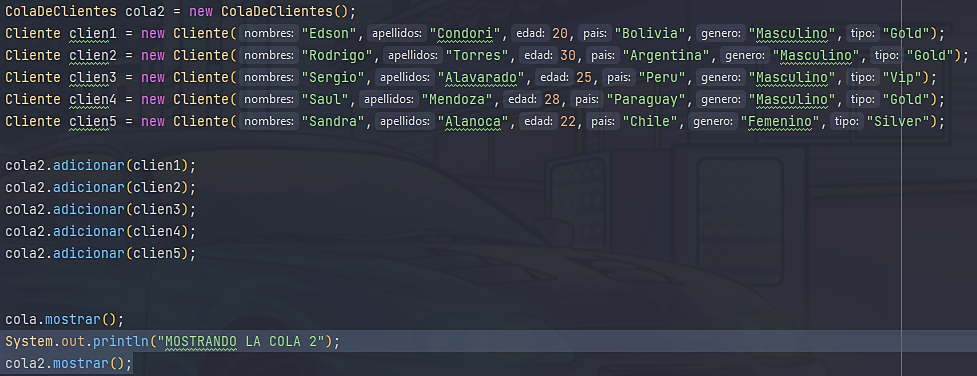 ColaDeClientes cola2 = new ColaDeClientes();
Cliente clien1 = new Cliente( nombres: "Edson", apellidos: "Condori", edad: 20, pais: "Bolivia", genero: "Masculino", tipo: "Gold");
Cliente clien2 = new Cliente( nombres: "Rodrigo", apellidos: "Torres", edad: 30, pais: "Argentina", genero: "Masculino", tipo: "Gold");
Cliente clien3 = new Cliente( nombres: "Sergio", apellidos: "Alavarado", edad: 25, pais: "Peru", genero: "Masculino", tipo: "Vip");
Cliente clien4 = new Cliente( nombres: "Saul", apellidos: "Mendoza", edad: 28, pais: "Paraguay", genero: "Masculino", tipo: "Gold");
Cliente clien5 = new Cliente( nombres: "Sandra", apellidos: "Alanoca", edad: 22, pais: "Chile", genero: "Femenino", tipo: "Silver");
cola2.adicionar(clien1);
cola2.adicionar(clien2);
cola2.adicionar(clien3);
cola2.adicionar(clien4);
cola2.adicionar(clien5);
cola.mostrar();
System.out.println("MOSTRANDO LA COLA 2");
cola2.mostrar();